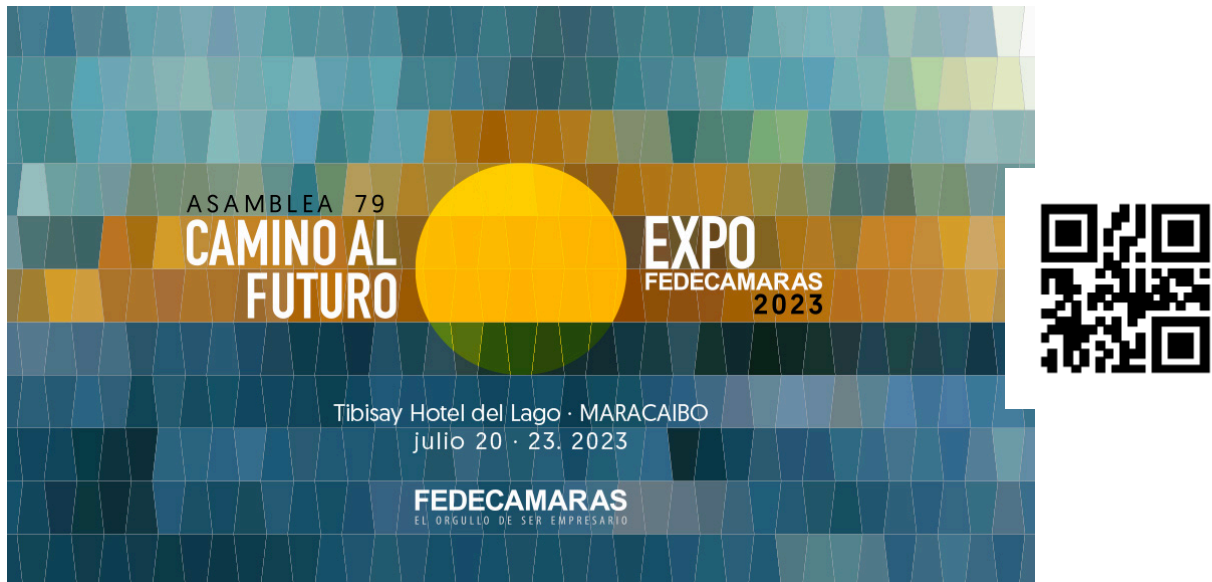 ASAMBLEA 79
CAMINO AL
FUTURO
EXPO
FEDECAMARAS
2023
Tibisay Hotel del Lago · MARACAIBO
julio 20 · 23. 2023
FEDECAMARAS
EL ORGULLO DE SER EMPRESARIO